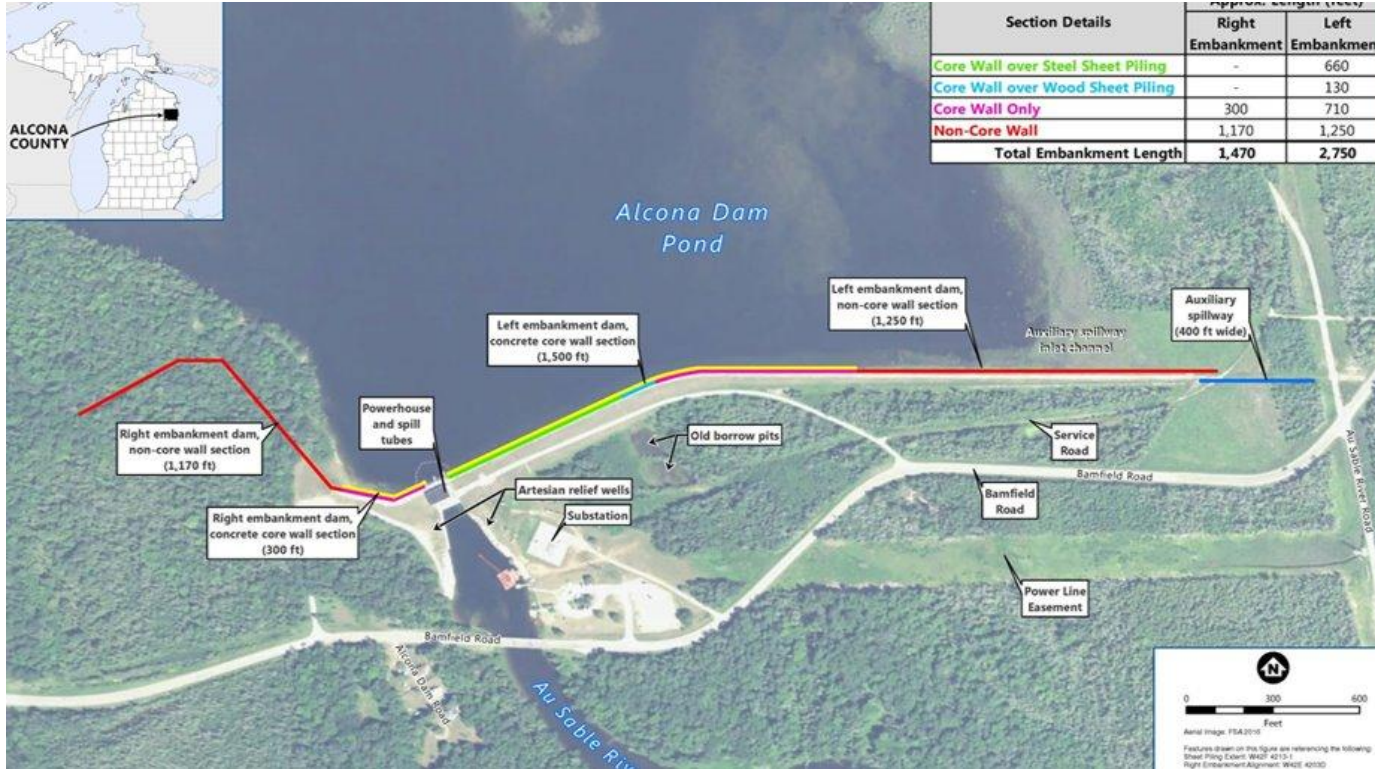 Approx. Length (feet)
Section Details
Right
Embankment
Left
Embankmen
Core Wall over Steel Sheet Piling - 660
Core Wall over Wood Sheet Piling - 130
Core Wall Only 300 710
Non-Core Wall 1,170 1,250
Total Embankment Length 1,470 2,750
ALCONA
COUNTY
Alcona Dam
Pond
Left embankment dam,
non-core wall section
(1,250 ft)
Auxiliary
spillway
(400 ft wide)
Left embankment dam,
concrete core wall section
(1,500 ft)
Auxiliary spillway
inlet channel
Powerhouse
and spill
tubes
Right embankment dam,
non-core wall section
(1,170 ft)
Old borrow pits
Service
Road
Bamfield Road
Au Sable River Road
Artesian relief wells
Bamfield
Road
Substation
Right embankment dam,
concrete core wall section
(300 ft)
Power Line
Easement
Bamfield Road
Alcona Dam Road
Au Sable Rive
N
0 300 600
Feet
Aerial Image: FSA 2016
Features drawn on this figure are referencing the following:
Sheet Piling Extent: W42F 4213-1
Right Embankment Alignment: W42E 4203D